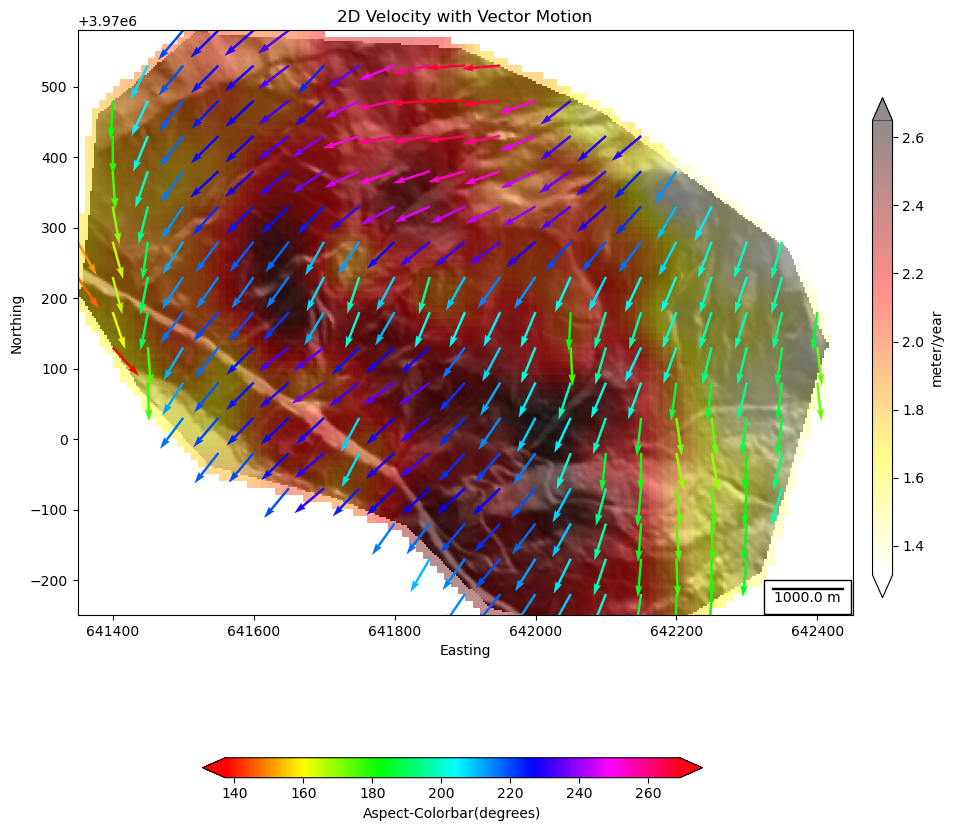 2D Velocity with Vector Motion
+3.97e6
500
400
300
200
100
0
−100
−200
Northing
641400 641600 641800 642000 642200 642400
Easting
1000.0 m
2.6
2.4
2.2
2.0
1.8
1.6
1.4
meter/year
140 160 180 200 220 240 260
Aspect-Colorbar(degrees)